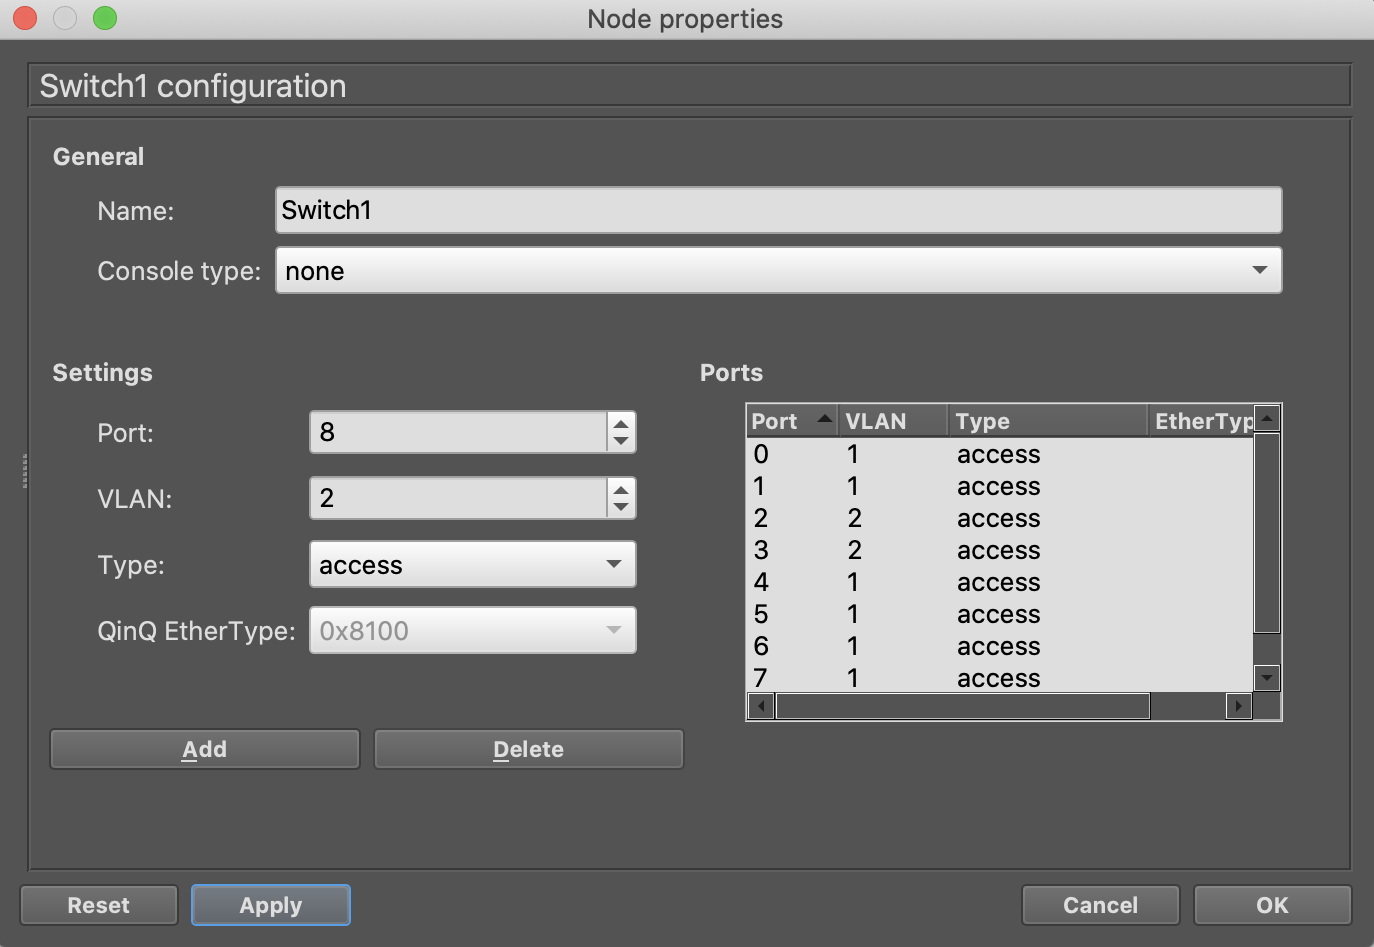 Node properties
Switch1 configuration
General
Name: Switch1
Console type: none
Settings
Port: 8
VLAN: 2
Type: access
QinQ EtherType: 0x8100
Add Delete
Ports
Port VLAN Type EtherTyp
0 1 access
1 1 access
2 2 access
3 2 access
4 1 access
5 1 access
6 1 access
7 1 access
Reset Apply Cancel OK